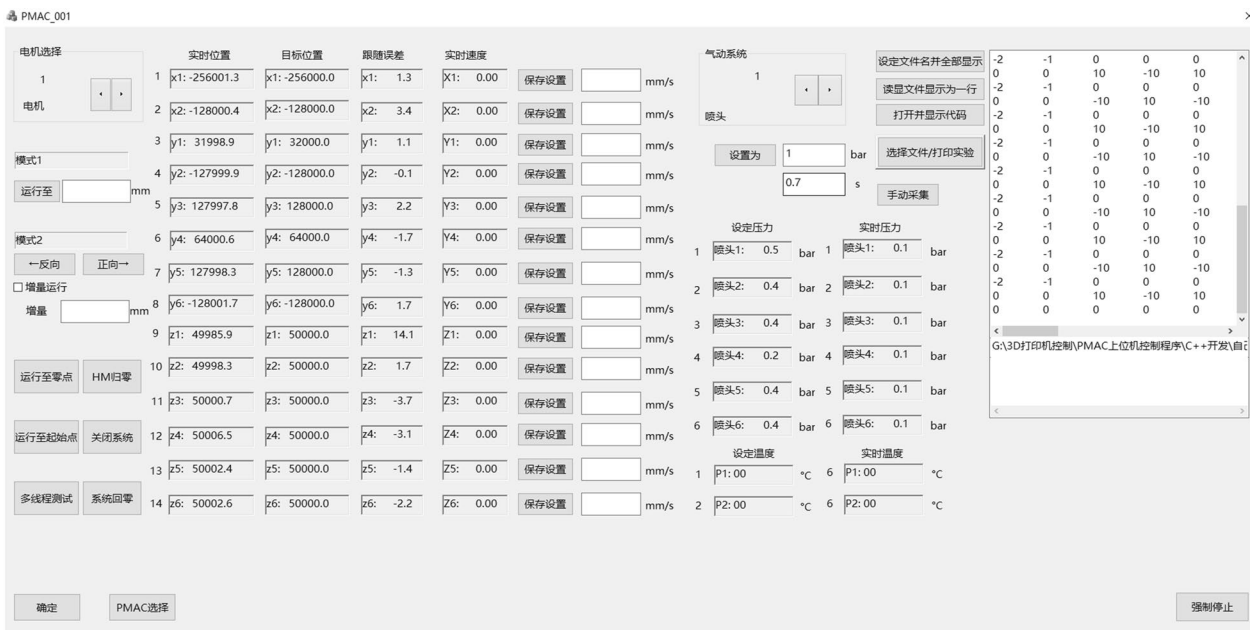 PMAC_001
电机选择
1
电机
模式1
运行至 mm
模式2
←反向 正向→
增量运行
增量 mm
运行至零点 HM归零
运行至起始点 关闭系统
多线程测试 系统回零
确定 PMAC选择
实时位置 目标位置 跟随误差 实时速度
1 x1: -256001.3 x1: -256000.0 x1: 1.3 X1: 0.00 保存设置 mm/s
2 x2: -128000.4 x2: -128000.0 x2: 3.4 X2: 0.00 保存设置 mm/s
3 y1: 31998.9 y1: 32000.0 y1: 1.1 Y1: 0.00 保存设置 mm/s
4 y2: -127999.9 y2: -128000.0 y2: -0.1 Y2: 0.00 保存设置 mm/s
5 y3: 127997.8 y3: 128000.0 y3: 2.2 Y3: 0.00 保存设置 mm/s
6 y4: 64000.6 y4: 64000.0 y4: -1.7 Y4: 0.00 保存设置 mm/s
7 y5: 127998.3 y5: 128000.0 y5: -1.3 Y5: 0.00 保存设置 mm/s
8 y6: -128001.7 y6: -128000.0 y6: 1.7 Y6: 0.00 保存设置 mm/s
9 z1: 49985.9 z1: 50000.0 z1: 14.1 Z1: 0.00 保存设置 mm/s
10 z2: 49998.3 z2: 50000.0 z2: 1.7 Z2: 0.00 保存设置 mm/s
11 z3: 50000.7 z3: 50000.0 z3: -3.7 Z3: 0.00 保存设置 mm/s
12 z4: 50006.5 z4: 50000.0 z4: -3.1 Z4: 0.00 保存设置 mm/s
13 z5: 50002.4 z5: 50000.0 z5: -1.4 Z5: 0.00 保存设置 mm/s
14 z6: 50002.6 z6: 50000.0 z6: -2.2 Z6: 0.00 保存设置 mm/s
气动系统
1
喷头
设置为 1 bar
0.7 s
设定文件名并全部显示
读显文件显示为一行
打开并显示代码
选择文件/打印实验
手动采集
设定压力 实时压力
1 喷头1: 0.5 bar 1 喷头1: 0.1 bar
2 喷头2: 0.4 bar 2 喷头2: 0.1 bar
3 喷头3: 0.4 bar 3 喷头3: 0.1 bar
4 喷头4: 0.2 bar 4 喷头4: 0.1 bar
5 喷头5: 0.4 bar 5 喷头5: 0.1 bar
6 喷头6: 0.4 bar 6 喷头6: 0.1 bar
设定温度 实时温度
1 P1: 00 °C 6 P1: 00 °C
2 P2: 00 °C 6 P2: 00 °C
-2 -1 0 0 0
0 0 10 -10 10
-2 -1 0 0 0
0 0 -10 10 -10
-2 -1 0 0 0
0 0 10 -10 10
-2 -1 0 0 0
0 0 -10 10 -10
-2 -1 0 0 0
0 0 10 -10 10
-2 -1 0 0 0
0 0 -10 10 -10
-2 -1 0 0 0
0 0 10 -10 10
-2 -1 0 0 0
0 0 -10 10 -10
-2 -1 0 0 0
0 0 10 -10 10
0 0 0 0 0
G:\3D打印机控制\PMAC上位机控制程序\C++开发\自
强制停止